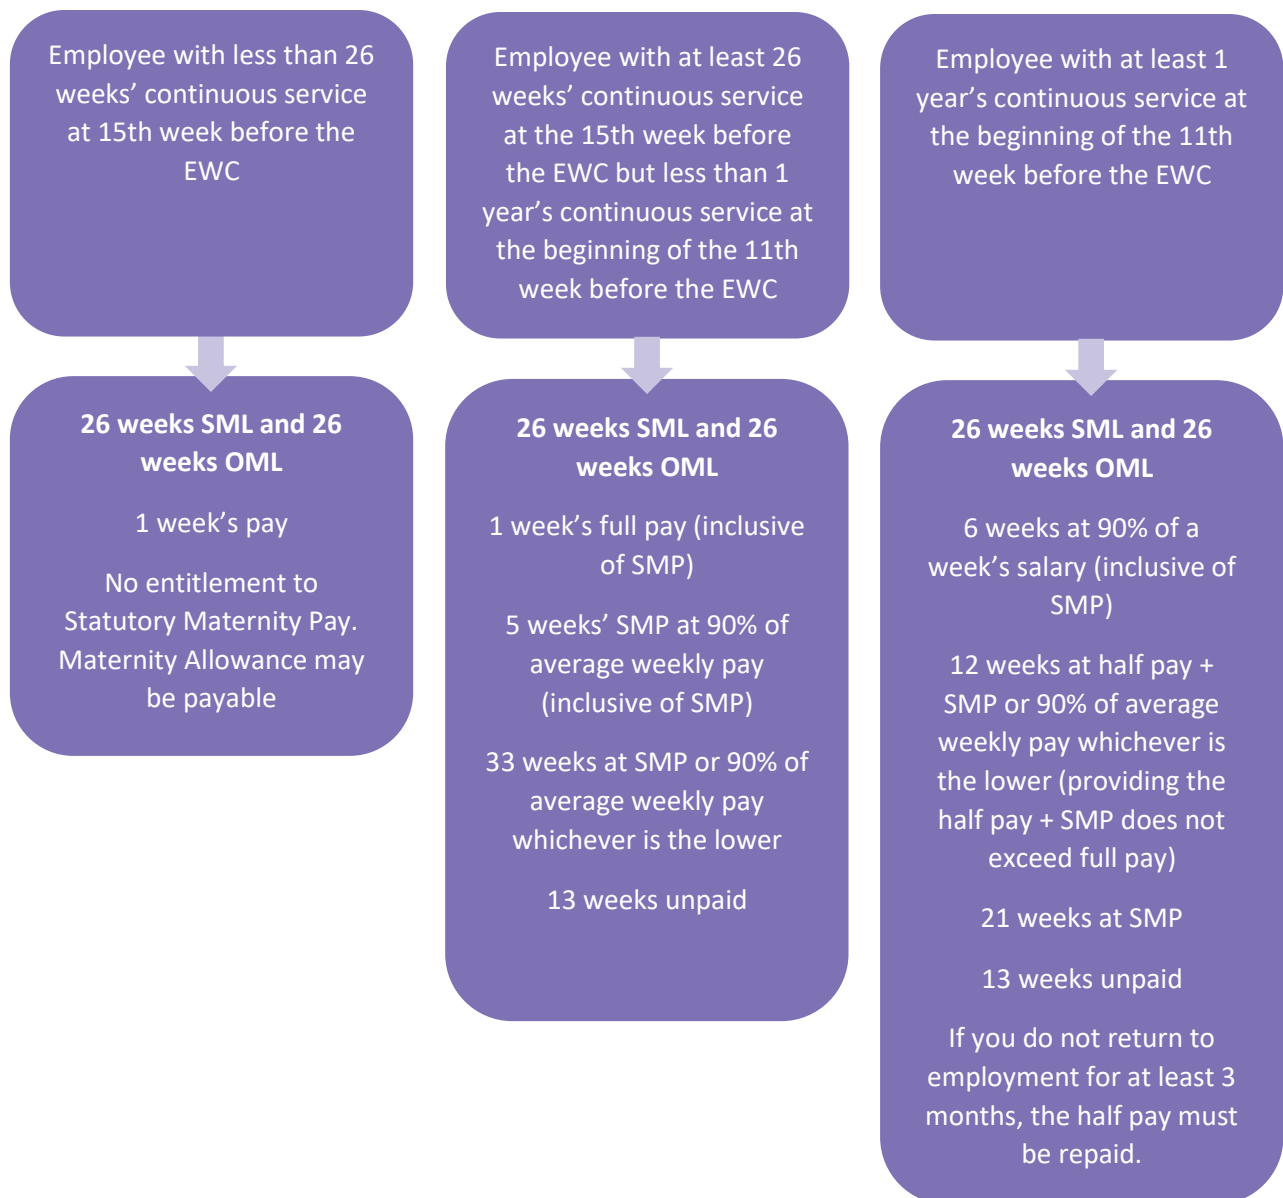 Employee with less than 26
weeks’ continuous service
at 15th week before the
EWC
26 weeks SML and 26
weeks OML
1 week’s pay
No entitlement to
Statutory Maternity Pay.
Maternity Allowance may
be payable
Employee with at least 26
weeks’ continuous service
at the 15th week before
the EWC but less than 1
year’s continuous service at
the beginning of the 11th
week before the EWC
26 weeks SML and 26
weeks OML
1 week’s full pay (inclusive
of SMP)
5 weeks’ SMP at 90% of
average weekly pay
(inclusive of SMP)
33 weeks at SMP or 90% of
average weekly pay
whichever is the lower
13 weeks unpaid
Employee with at least 1
year’s continuous service at
the beginning of the 11th
week before the EWC
26 weeks SML and 26
weeks OML
6 weeks at 90% of a
week’s salary (inclusive of
SMP)
12 weeks at half pay +
SMP or 90% of average
weekly pay whichever is
the lower (providing the
half pay + SMP does not
exceed full pay)
21 weeks at SMP
13 weeks unpaid
If you do not return to
employment for at least 3
months, the half pay must
be repaid.